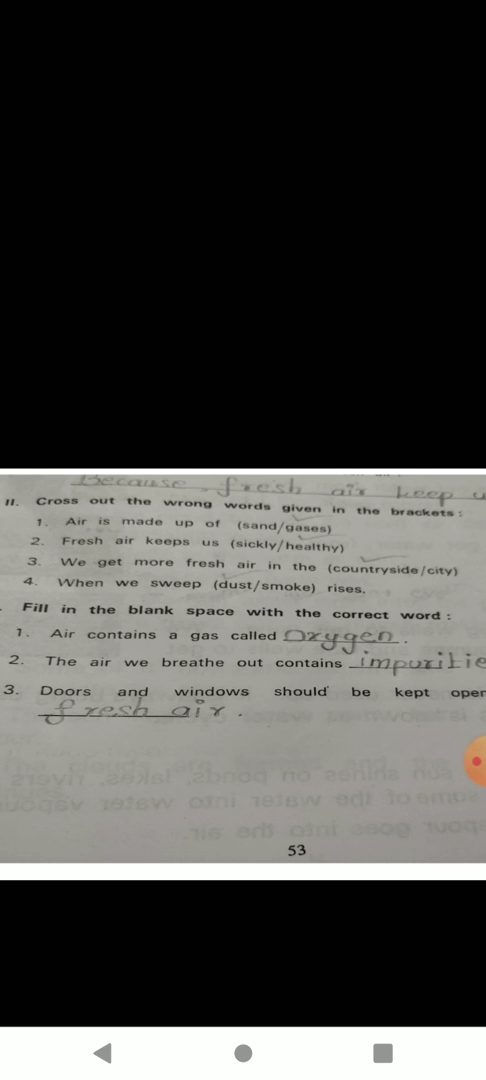 Because fresh air keep u
II. Cross out the wrong words given in the brackets :
1. Air is made up of (sand/gases)
2. Fresh air keeps us (sickly/healthy)
3. We get more fresh air in the (countryside/city)
4. When we sweep (dust/smoke) rises.
. Fill in the blank space with the correct word :
1. Air contains a gas called Oxygen .
2. The air we breathe out contains impuritie
3. Doors and windows should be kept oper
fresh air .
53